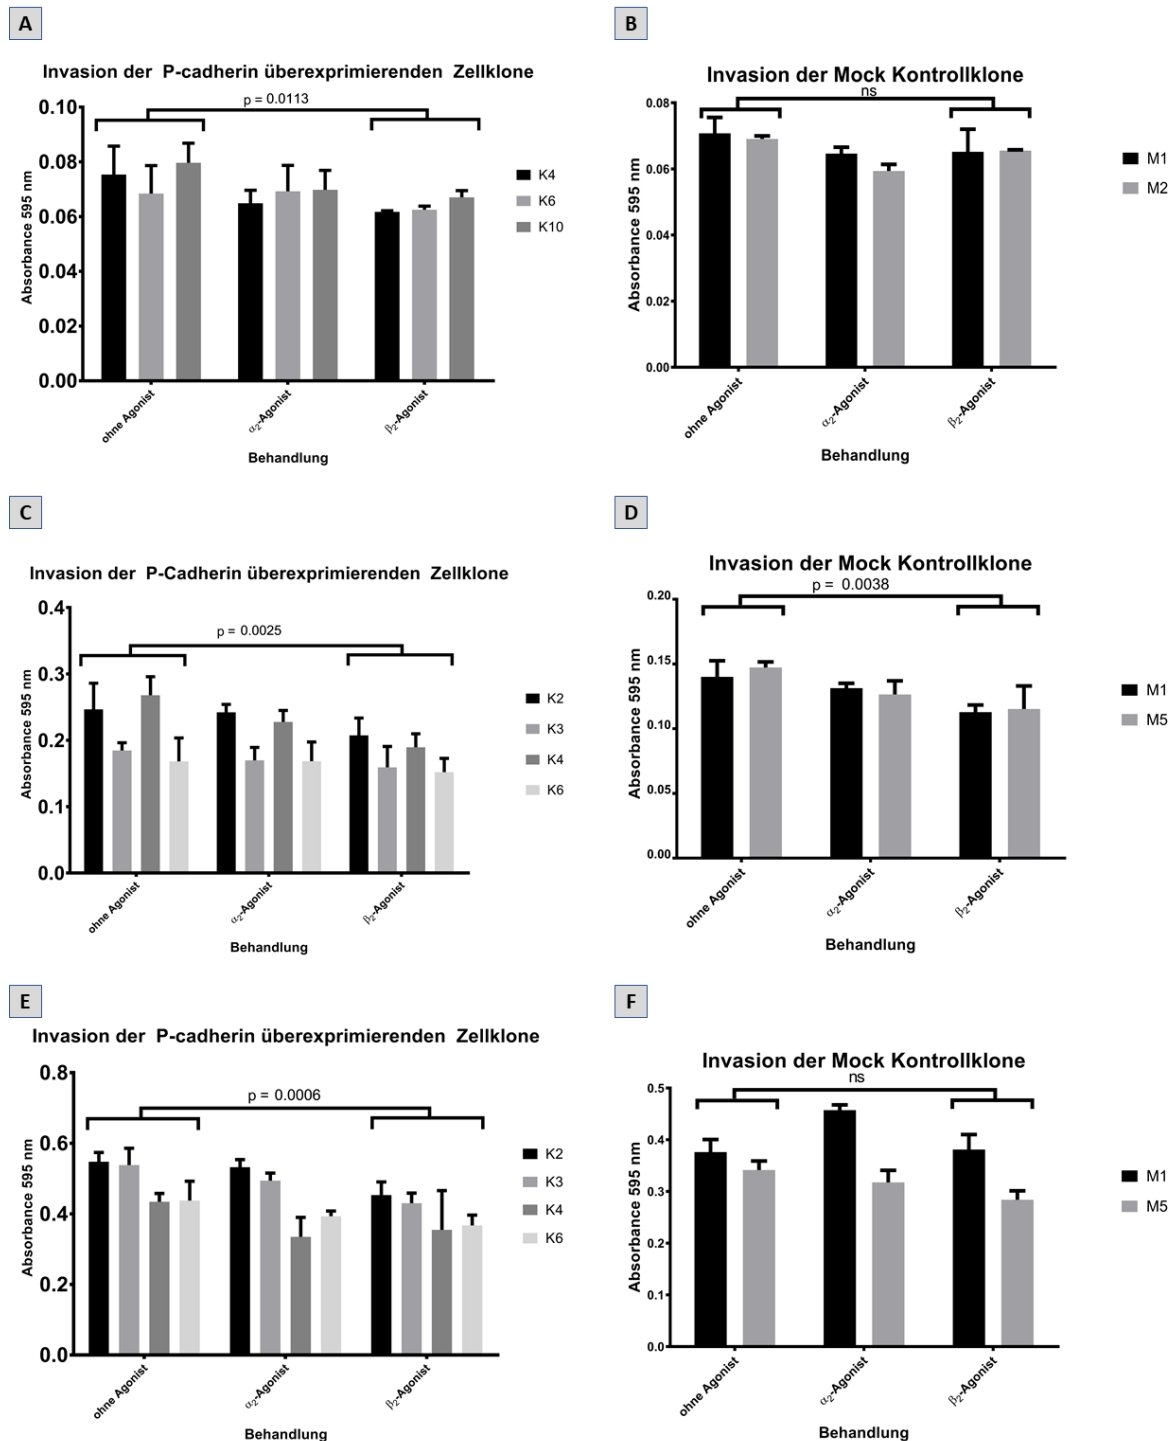 A
Invasion der P-cadherin überexprimierenden Zellklone
p = 0.0113
0.10
0.08
0.06
0.04
0.02
0.00
Absorbance 595 nm
K4
K6
K10
ohne Agonist
α2-Agonist
β2-Agonist
Behandlung
B
Invasion der Mock Kontrollklone
ns
0.08
0.06
0.04
0.02
0.00
Absorbance 595 nm
M1
M2
ohne Agonist
α2-Agonist
β2-Agonist
Behandlung
C
Invasion der P-Cadherin überexprimierenden Zellklone
p = 0.0025
0.4
0.3
0.2
0.1
0.0
Absorbance 595 nm
K2
K3
K4
K6
ohne Agonist
α2-Agonist
β2-Agonist
Behandlung
D
Invasion der Mock Kontrollklone
p = 0.0038
0.20
0.15
0.10
0.05
0.00
Absorbance 595 nm
M1
M5
ohne Agonist
α2-Agonist
β2-Agonist
Behandlung
E
Invasion der P-cadherin überexprimierenden Zellklone
p = 0.0006
0.8
0.6
0.4
0.2
0.0
Absorbance 595 nm
K2
K3
K4
K6
ohne Agonist
α2-Agonist
β2-Agonist
Behandlung
F
Invasion der Mock Kontrollklone
ns
0.5
0.4
0.3
0.2
0.1
0.0
Absorbance 595 nm
M1
M5
ohne Agonist
α2-Agonist
β2-Agonist
Behandlung